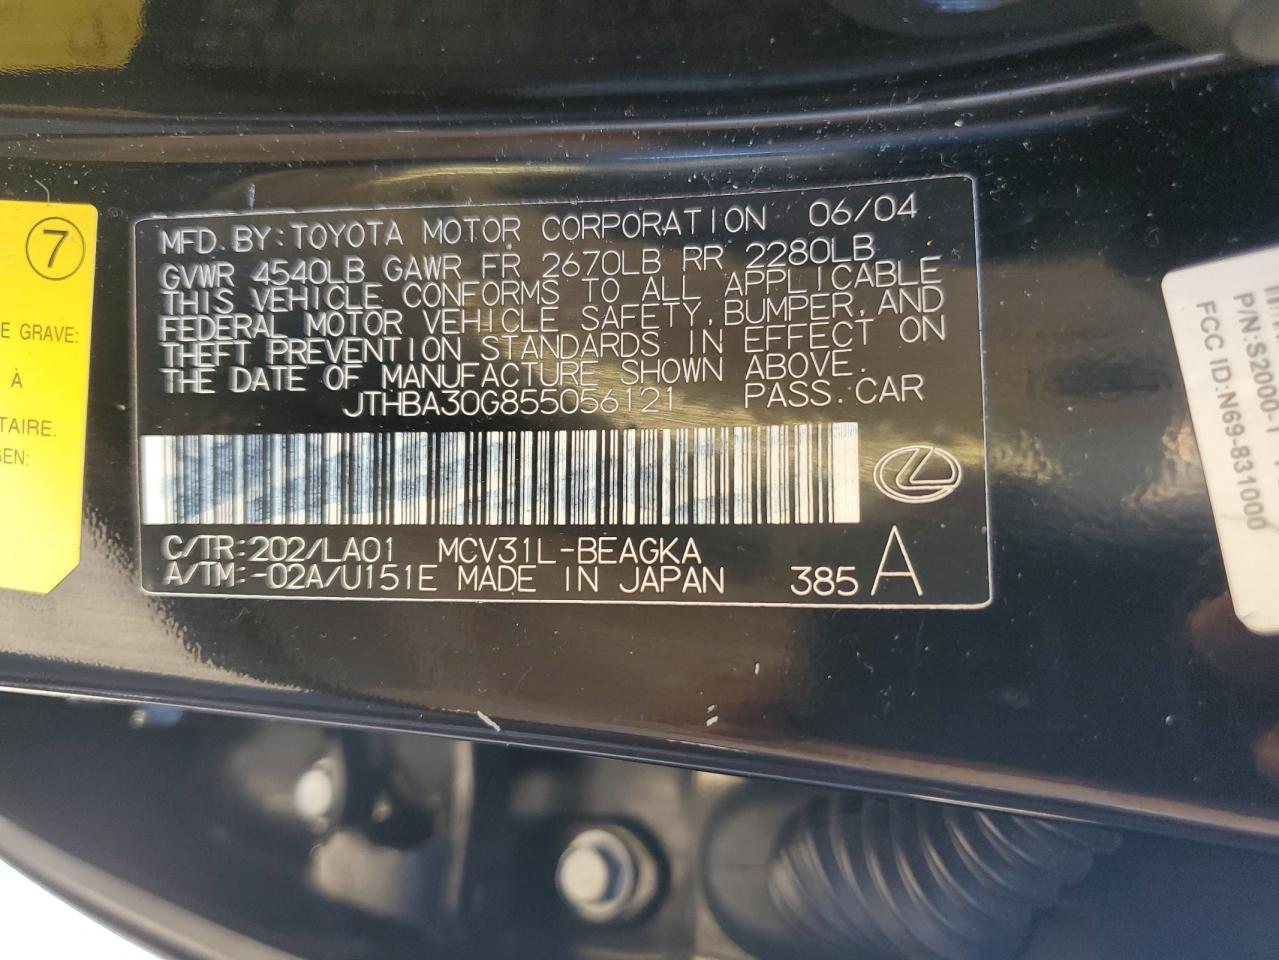 7
E GRAVE:
À
TAIRE.
GEN:
MFD. BY: TOYOTA MOTOR CORPORATION 06/04
GVWR 4540LB GAWR FR 2670LB RR 2280LB
THIS VEHICLE CONFORMS TO ALL APPLICABLE
FEDERAL MOTOR VEHICLE SAFETY, BUMPER, AND
THEFT PREVENTION STANDARDS IN EFFECT ON
THE DATE OF MANUFACTURE SHOWN ABOVE.
JTHBA30G855056121 PASS. CAR
C/TR:202/LA01 MCV31L-BEAGKA
A/TM:-02A/U151E MADE IN JAPAN 385 A
P/N:S2000-1
FCC ID:N69-831000